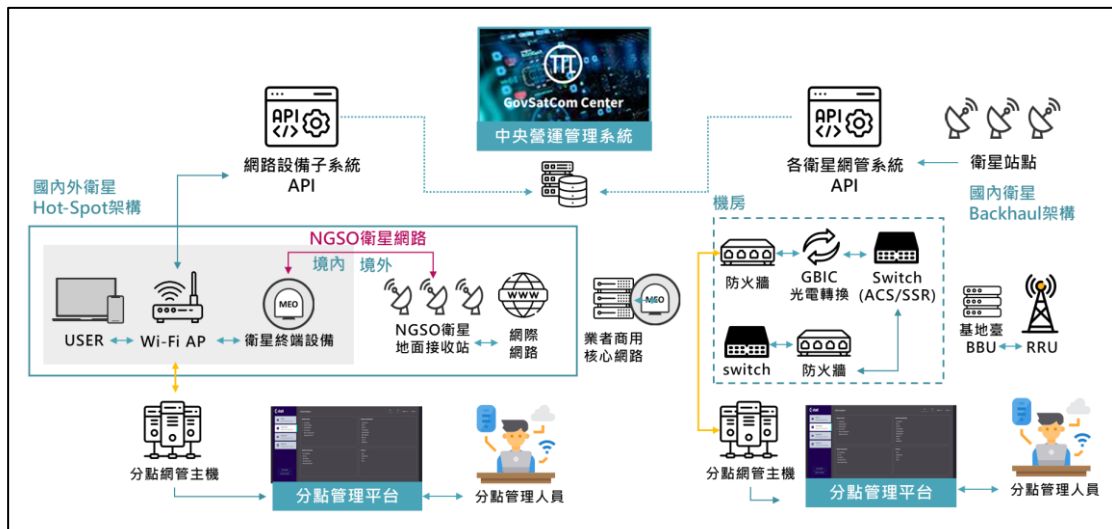 TTC
GovSatCom Center
中央營運管理系統
API
</>
網路設備子系統
API
API
</>
各衛星網管系統
API
衛星站點
國內外衛星
Hot-Spot架構
國內衛星
Backhaul架構
NGSO衛星網路
境內
境外
USER
Wi-Fi AP
MEO
衛星終端設備
NGSO衛星
地面接收站
WWW
網際
網路
MEO
業者商用
核心網路
機房
防火牆
GBIC
光電轉換
Switch
(ACS/SSR)
switch
防火牆
基地臺
BBU
RRU
分點網管主機
分點管理平台
分點管理人員
分點網管主機
分點管理平台
分點管理人員